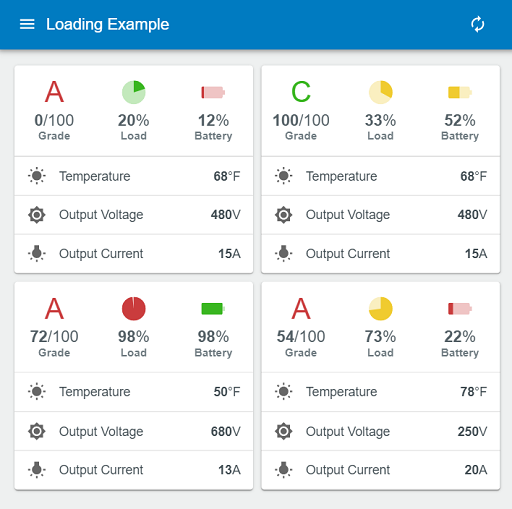 Loading Example
A C
0/100 20% 12% 100/100 33% 52%
Grade Load Battery Grade Load Battery
Temperature 68°F Temperature 68°F
Output Voltage 480V Output Voltage 480V
Output Current 15A Output Current 15A
A A
72/100 98% 98% 54/100 73% 22%
Grade Load Battery Grade Load Battery
Temperature 50°F Temperature 78°F
Output Voltage 680V Output Voltage 250V
Output Current 13A Output Current 20A